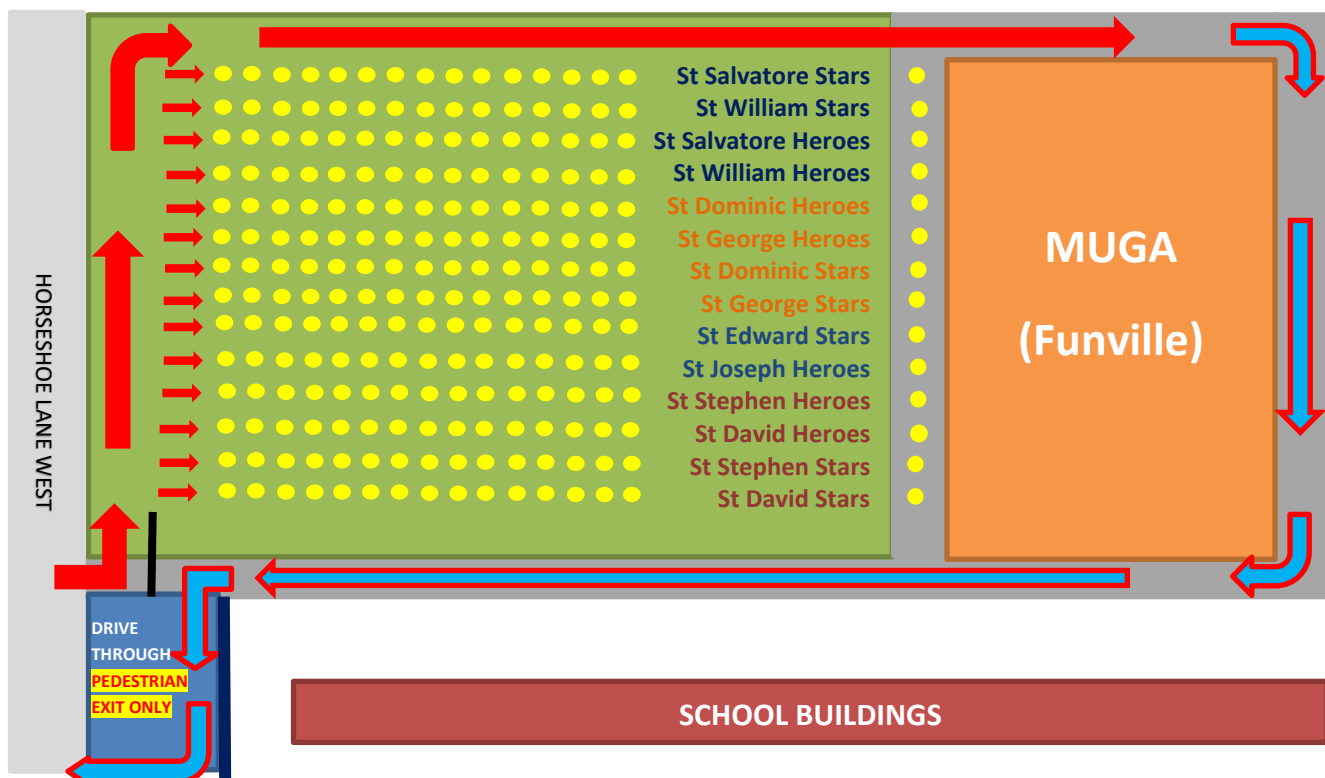 HORSESHOE LANE WEST
St Salvatore Stars
St William Stars
St Salvatore Heroes
St William Heroes
St Dominic Heroes
St George Heroes
St Dominic Stars
St George Stars
St Edward Stars
St Joseph Heroes
St Stephen Heroes
St David Heroes
St Stephen Stars
St David Stars
MUGA
(Funville)
DRIVE
THROUGH
PEDESTRIAN
EXIT ONLY
SCHOOL BUILDINGS